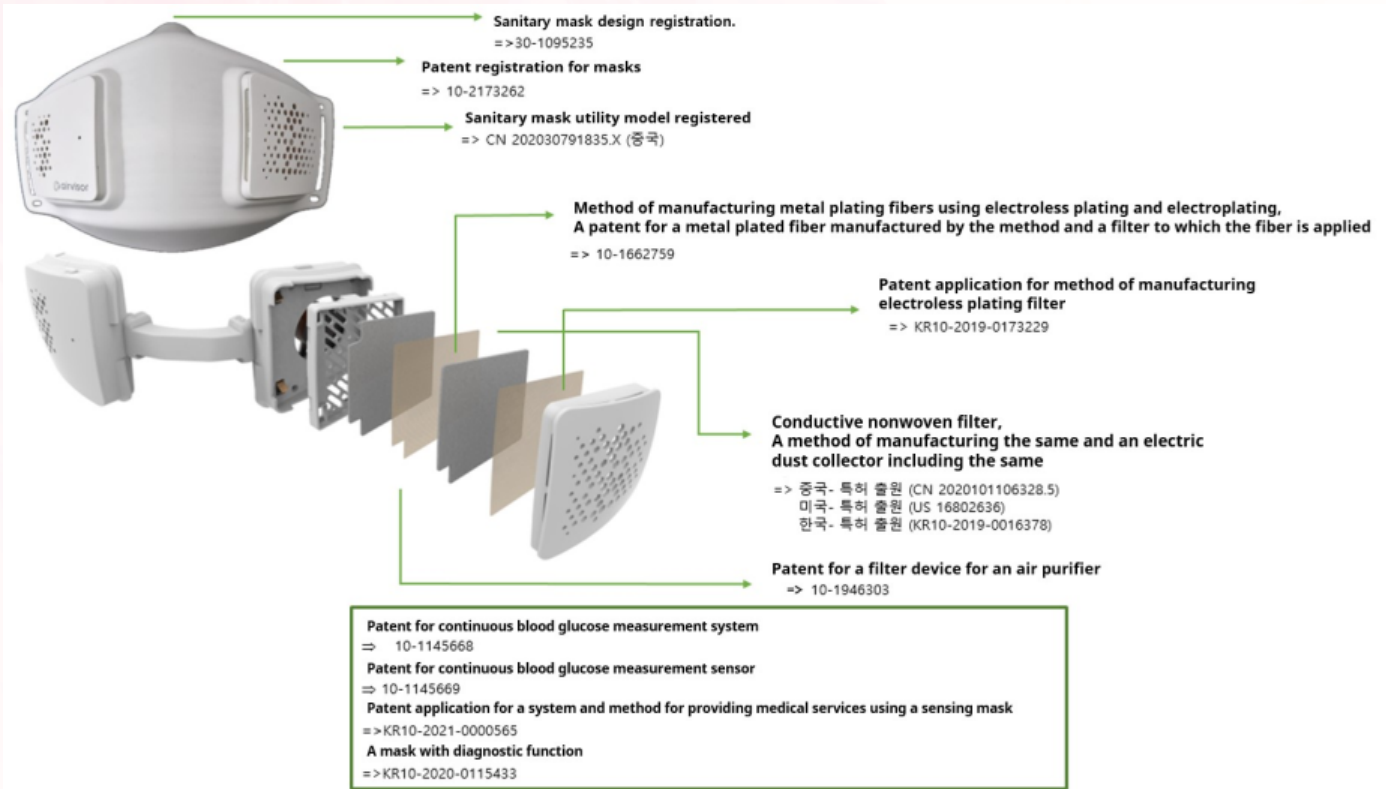 Sanitary mask design registration.
=>30-1095235
Patent registration for masks
=> 10-2173262
Sanitary mask utility model registered
=> CN 202030791835.X (중국)
airvisor
Method of manufacturing metal plating fibers using electroless plating and electroplating,
A patent for a metal plated fiber manufactured by the method and a filter to which the fiber is applied
=> 10-1662759
Patent application for method of manufacturing
electroless plating filter
=> KR10-2019-0173229
Conductive nonwoven filter,
A method of manufacturing the same and an electric
dust collector including the same
=> 중국- 특허 출원 (CN 2020101106328.5)
미국- 특허 출원 (US 16802636)
한국- 특허 출원 (KR10-2019-0016378)
Patent for a filter device for an air purifier
=> 10-1946303
Patent for continuous blood glucose measurement system
⇒ 10-1145668
Patent for continuous blood glucose measurement sensor
⇒ 10-1145669
Patent application for a system and method for providing medical services using a sensing mask
=>KR10-2021-0000565
A mask with diagnostic function
=>KR10-2020-0115433